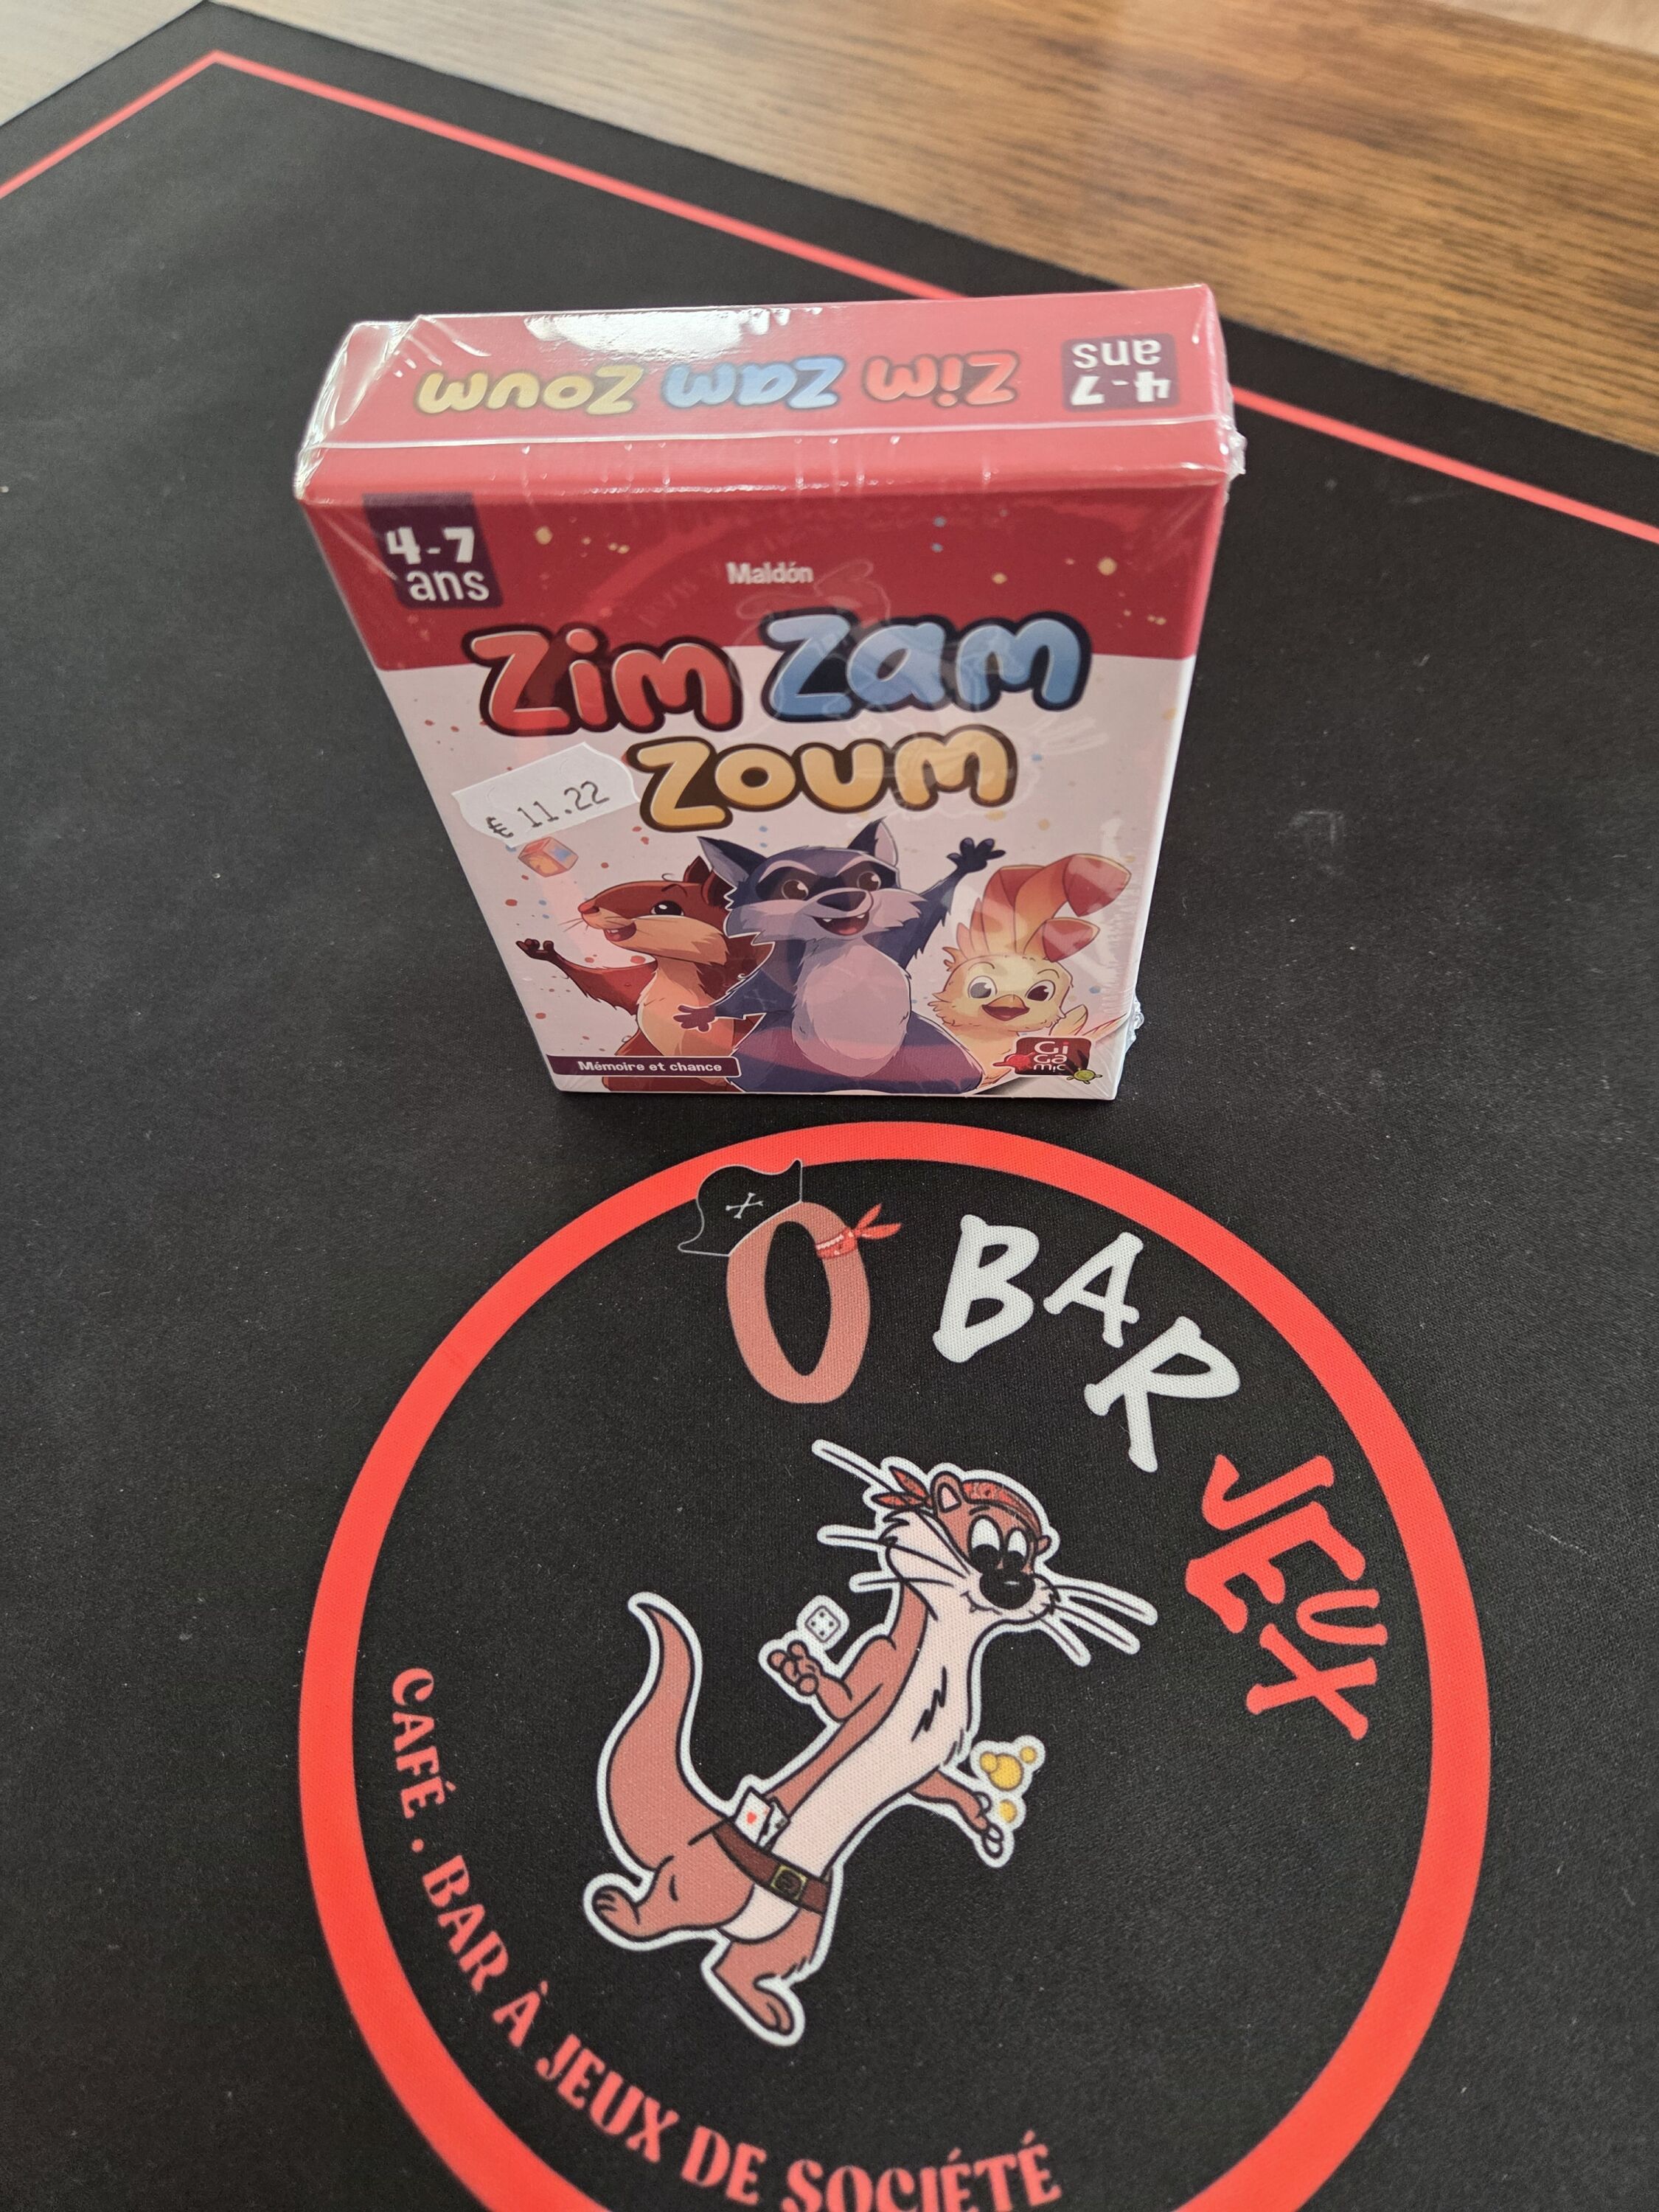 Zim Zam Zoum
4-7
ans
4-7
ans
Maldón
Zim Zam
Zoum
€ 11.22
Mémoire et chance
GiGamic
Ô BAR JEUX
CAFÉ . BAR À JEUX DE SOCIÉTÉ